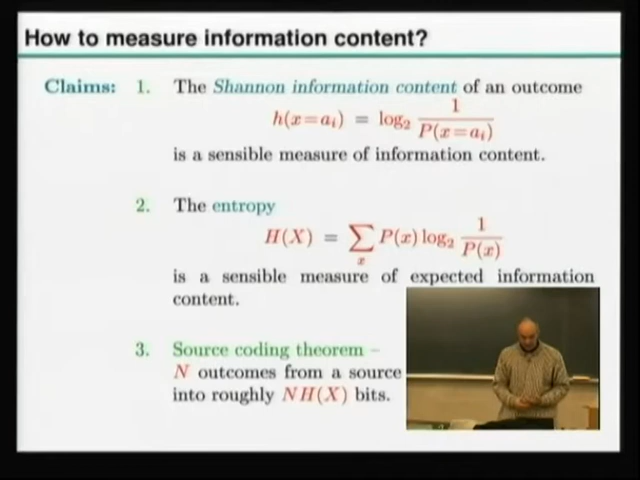 How to measure information content?
Claims: 1. The Shannon information content of an outcome
h(x=aᵢ) = log₂ 1/P(x=aᵢ)
is a sensible measure of information content.
2. The entropy
H(X) = ∑ₓ P(x) log₂ 1/P(x)
is a sensible measure of expected information
content.
3. Source coding theorem –
N outcomes from a source
into roughly NH(X) bits.